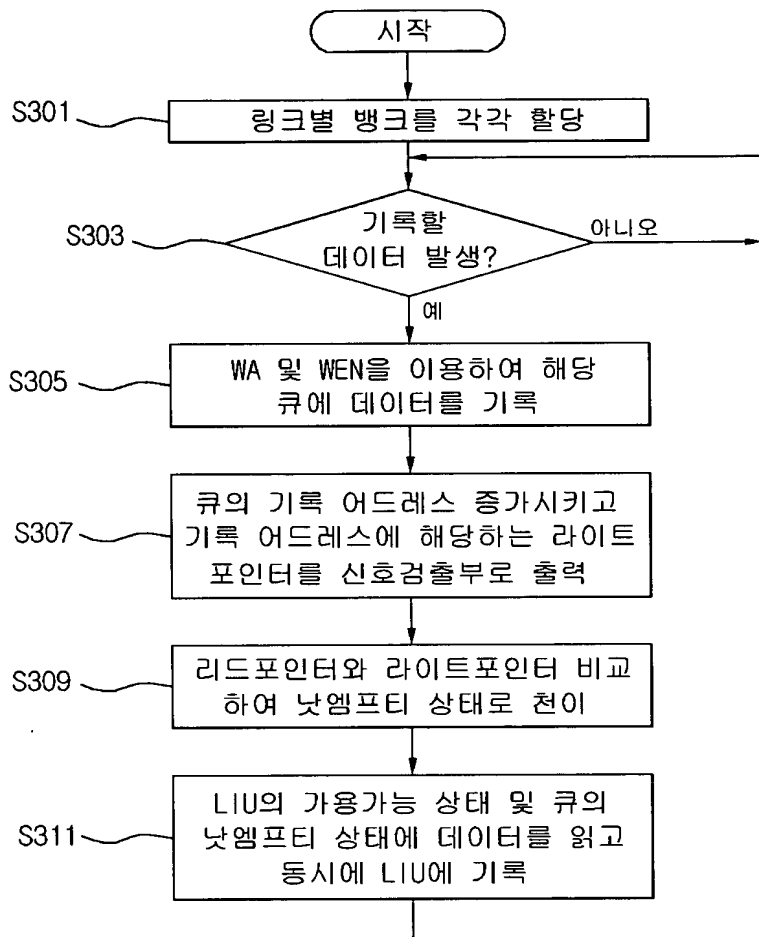 시작
S301
링크별 뱅크를 각각 할당
S303
기록할
데이터 발생?
아니오
예
S305
WA 및 WEN을 이용하여 해당
큐에 데이터를 기록
S307
큐의 기록 어드레스 증가시키고
기록 어드레스에 해당하는 라이트
포인터를 신호검출부로 출력
S309
리드포인터와 라이트포인터 비교
하여 낫엠프티 상태로 천이
S311
LIU의 가용가능 상태 및 큐의
낫엠프티 상태에 데이터를 읽고
동시에 LIU에 기록